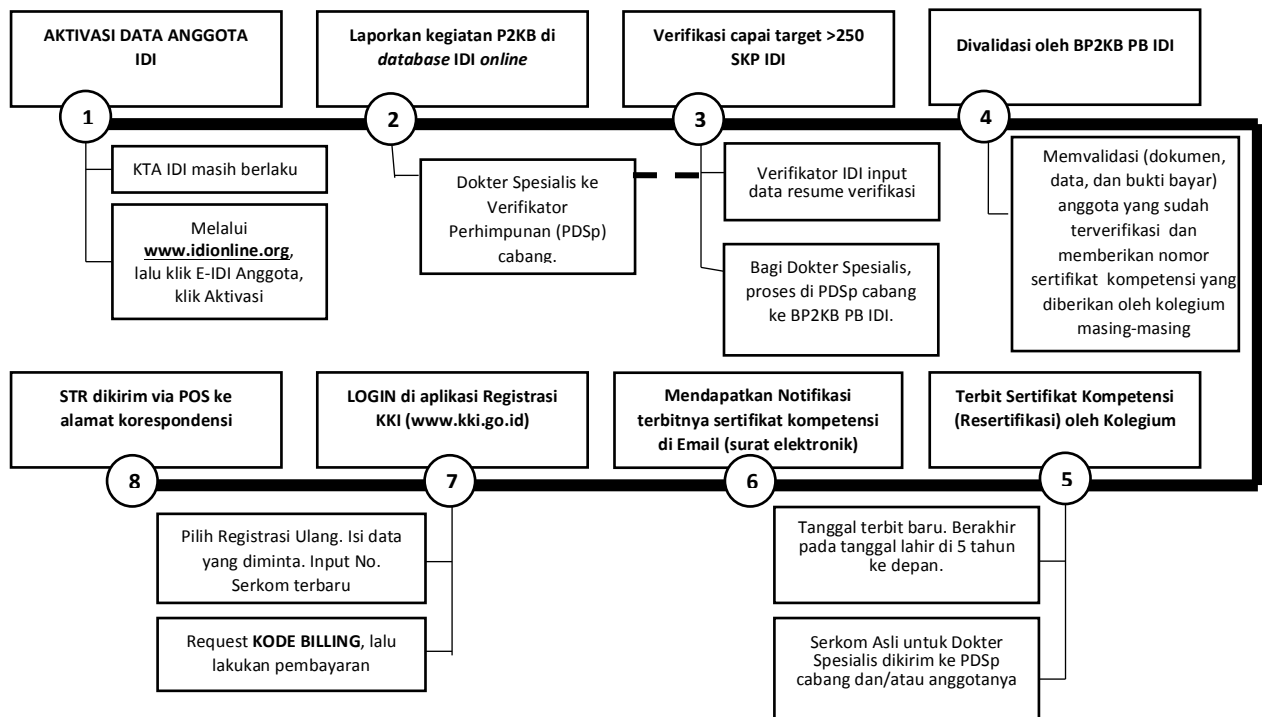 AKTIVASI DATA ANGGOTA
IDI
1
KTA IDI masih berlaku
Melalui
www.idionline.org,
lalu klik E-IDI Anggota,
klik Aktivasi
Laporkan kegiatan P2KB di
database IDI online
2
Dokter Spesialis ke
Verifikator
Perhimpunan (PDSp)
cabang.
Verifikasi capai target >250
SKP IDI
3
Verifikator IDI input
data resume verifikasi
Bagi Dokter Spesialis,
proses di PDSp cabang
ke BP2KB PB IDI.
Divalidasi oleh BP2KB PB IDI
4
Memvalidasi (dokumen,
data, dan bukti bayar)
anggota yang sudah
terverifikasi dan
memberikan nomor
sertifikat kompetensi yang
diberikan oleh kolegium
masing-masing
Terbit Sertifikat Kompetensi
(Resertifikasi) oleh Kolegium
5
Tanggal terbit baru. Berakhir
pada tanggal lahir di 5 tahun
ke depan.
Serkom Asli untuk Dokter
Spesialis dikirim ke PDSp
cabang dan/atau anggotanya
Mendapatkan Notifikasi
terbitnya sertifikat kompetensi
di Email (surat elektronik)
6
LOGIN di aplikasi Registrasi
KKI (www.kki.go.id)
7
Pilih Registrasi Ulang. Isi data
yang diminta. Input No.
Serkom terbaru
Request KODE BILLING, lalu
lakukan pembayaran
STR dikirim via POS ke
alamat korespondensi
8